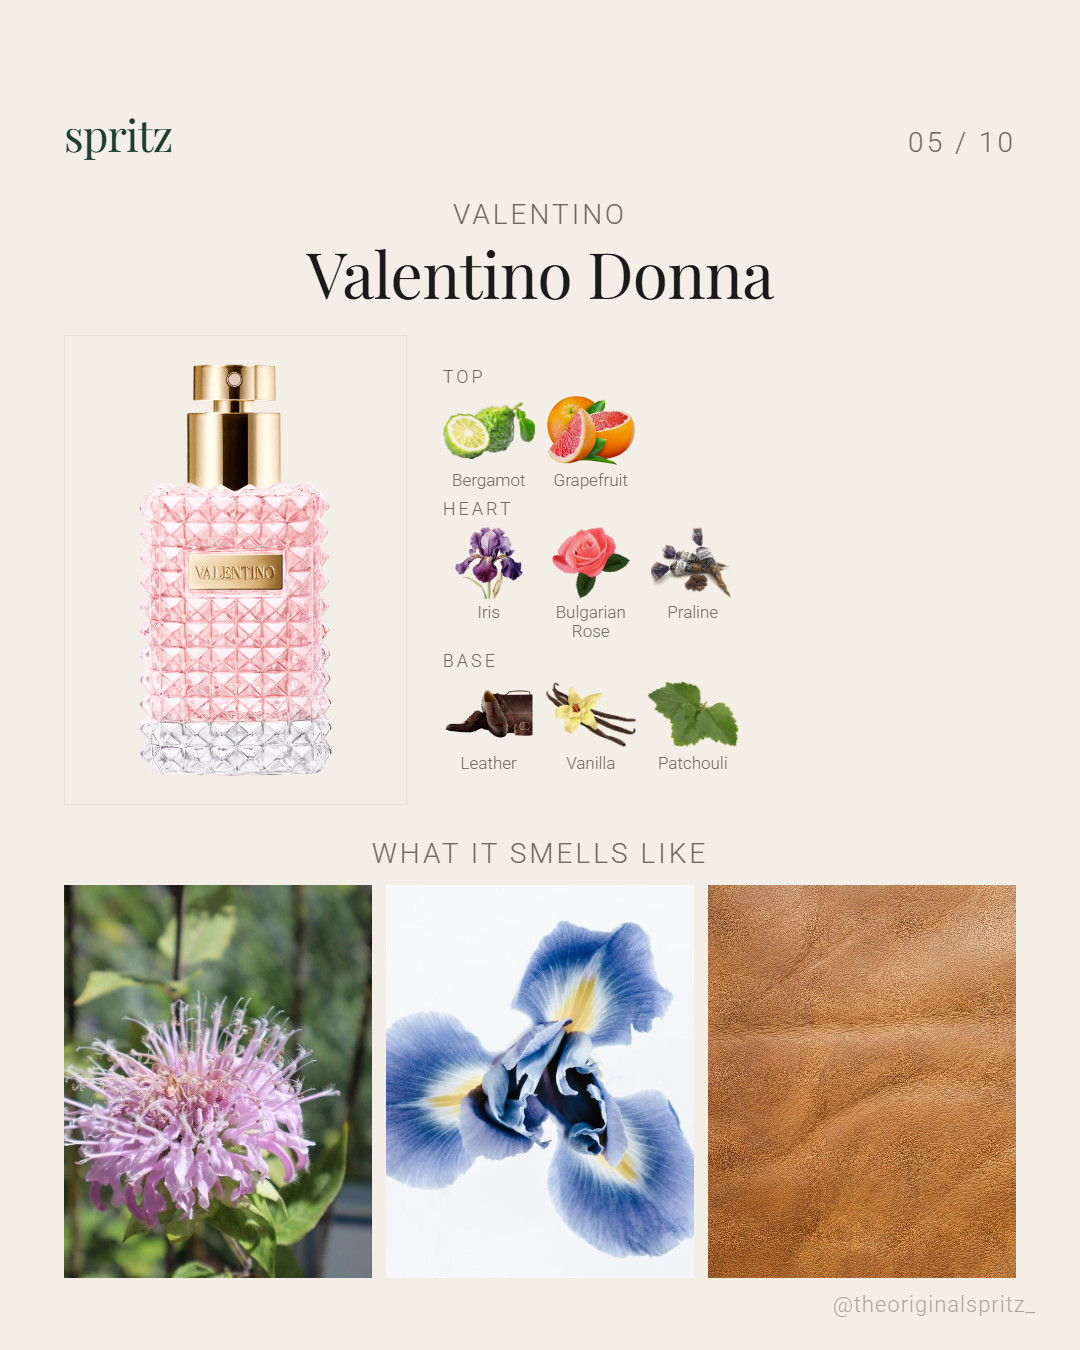 spritz
05 / 10
VALENTINO
Valentino Donna
VALENTINO
TOP
Bergamot
Grapefruit
HEART
Iris
Bulgarian
Rose
Praline
BASE
Leather
Vanilla
Patchouli
WHAT IT SMELLS LIKE
@theoriginalspritz_